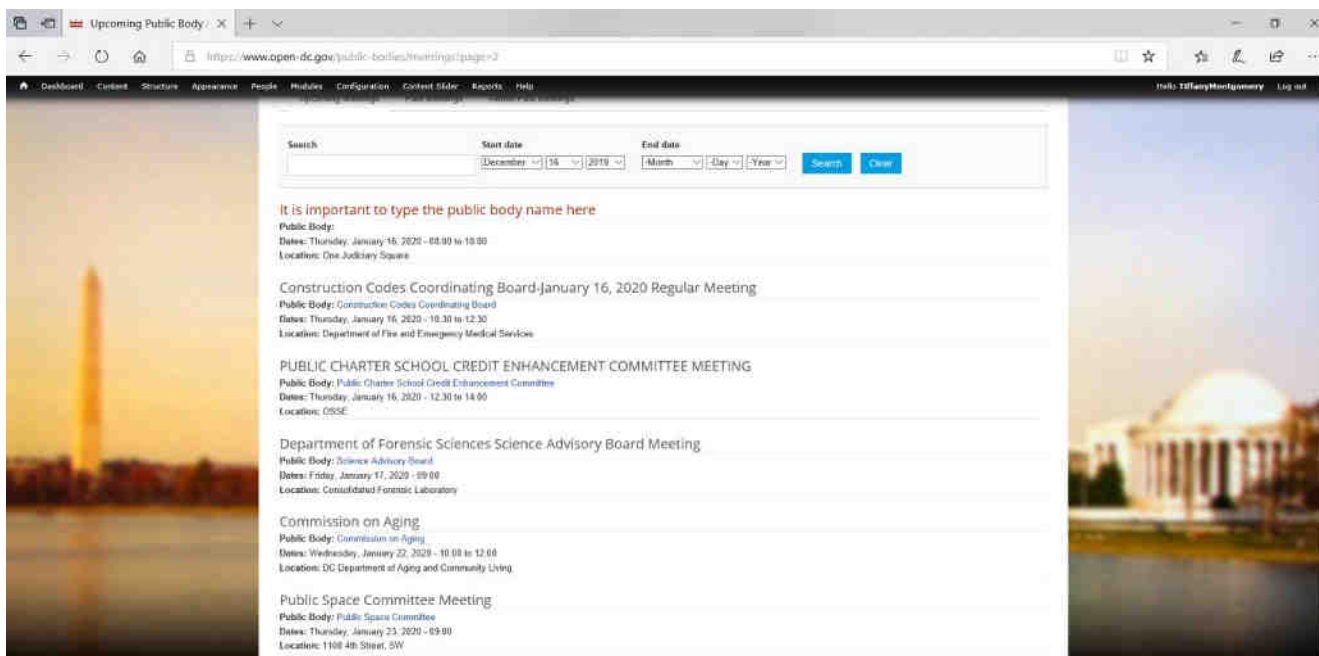 Upcoming Public Body
https://www.open-dc.gov/public-bodies/meetings?page=2
Dashboard Content Structure Appearance People Modules Configuration Content Slider Reports Help Hello TiffanyMontgomery Log out
Search Start date End date
December 16 2019 -Month -Day -Year Search Clear
It is important to type the public body name here
Public Body:
Dates: Thursday, January 16, 2020 - 08:00 to 10:00
Location: One Judiciary Square
Construction Codes Coordinating Board-January 16, 2020 Regular Meeting
Public Body: Construction Codes Coordinating Board
Dates: Thursday, January 16, 2020 - 10:30 to 12:30
Location: Department of Fire and Emergency Medical Services
PUBLIC CHARTER SCHOOL CREDIT ENHANCEMENT COMMITTEE MEETING
Public Body: Public Charter School Credit Enhancement Committee
Dates: Thursday, January 16, 2020 - 12:30 to 14:00
Location: OSSE
Department of Forensic Sciences Science Advisory Board Meeting
Public Body: Science Advisory Board
Dates: Friday, January 17, 2020 - 09:00
Location: Consolidated Forensic Laboratory
Commission on Aging
Public Body: Commission on Aging
Dates: Wednesday, January 22, 2020 - 10:00 to 12:00
Location: DC Department of Aging and Community Living
Public Space Committee Meeting
Public Body: Public Space Committee
Dates: Thursday, January 23, 2020 - 09:00
Location: 1100 4th Street, SW